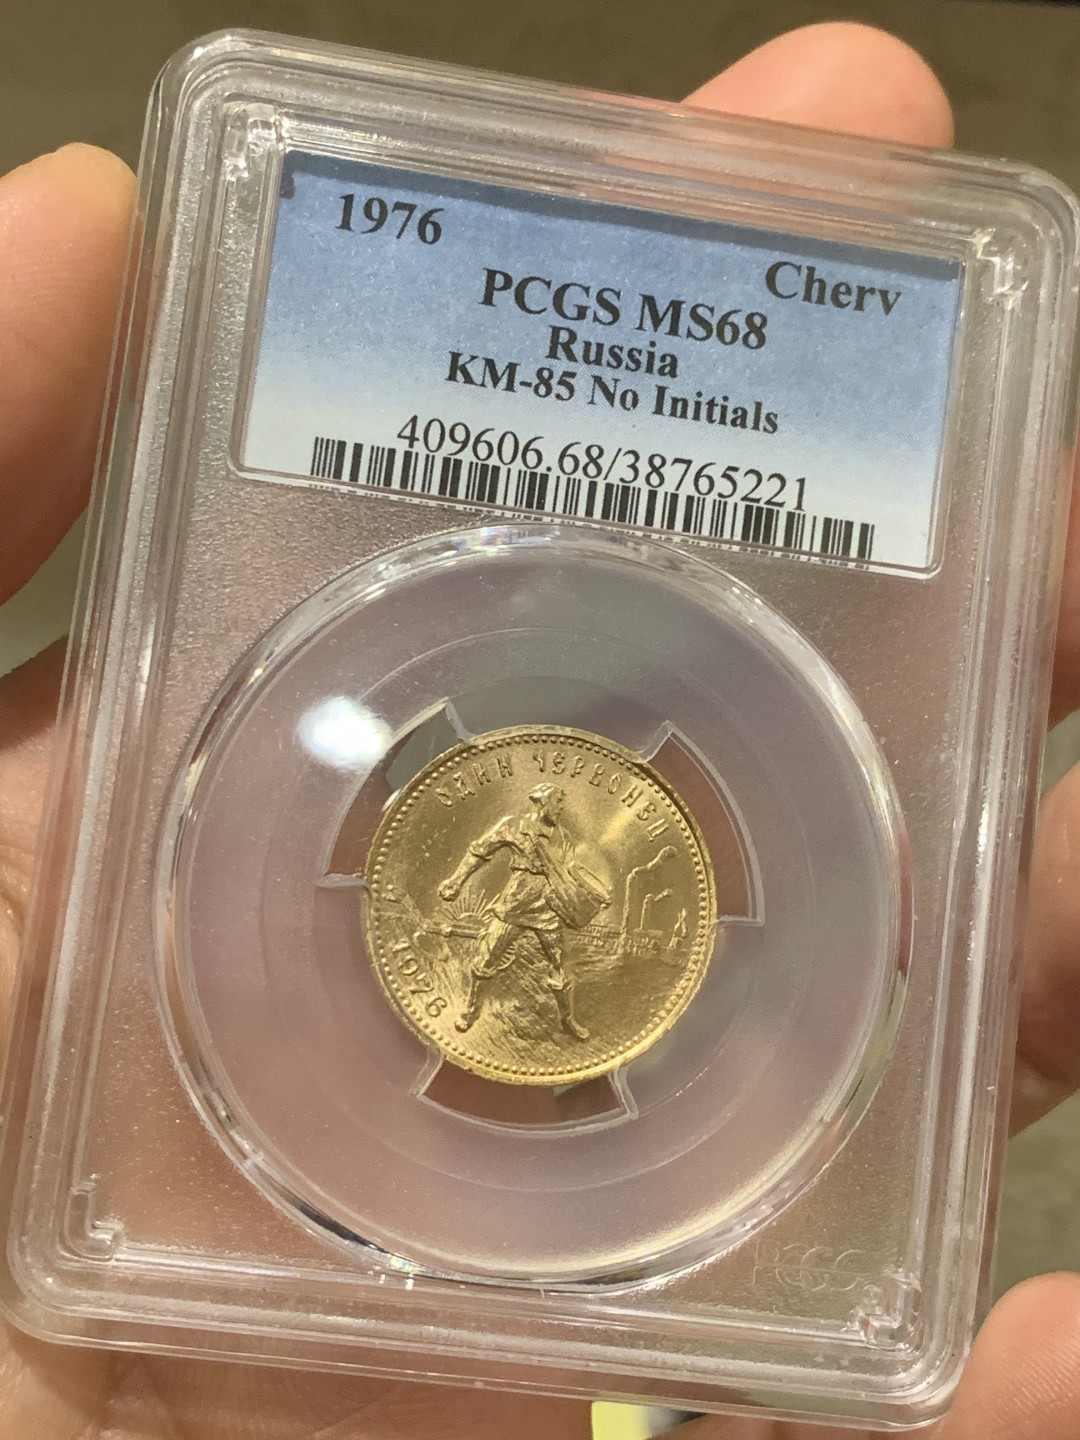 1976
Cherv
PCGS MS68
Russia
KM-85 No Initials
409606.68/38765221
ОДИН ЧЕРВОНЕЦ
1976
PCGS